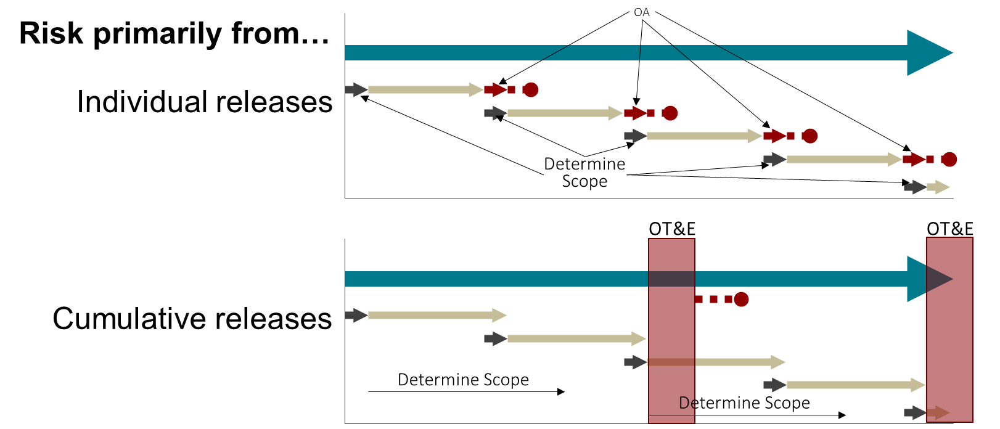 OA
Risk primarily from…
Individual releases
Determine
Scope
OT&E
OT&E
Cumulative releases
Determine Scope
Determine Scope